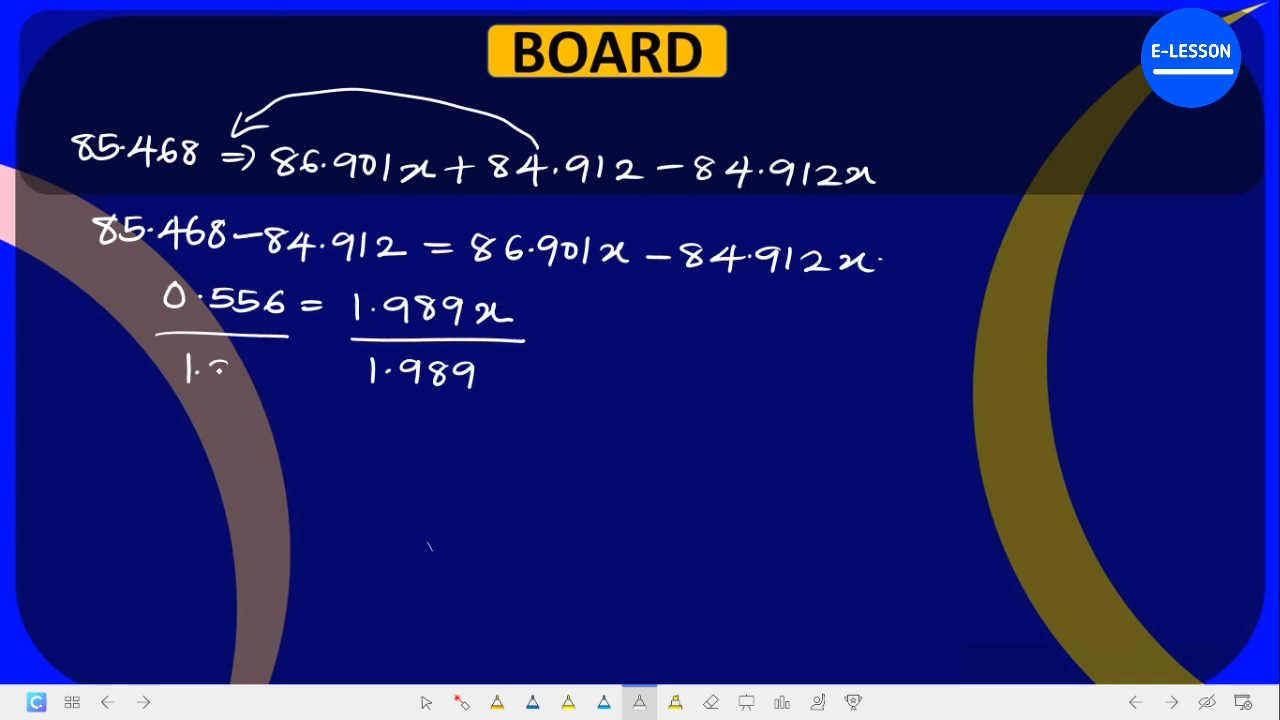 BOARD
E-LESSON
85.468 => 86.901x + 84.912 - 84.912x
85.468 - 84.912 = 86.901x - 84.912x.
0.556 = 1.989x
1. 1.989